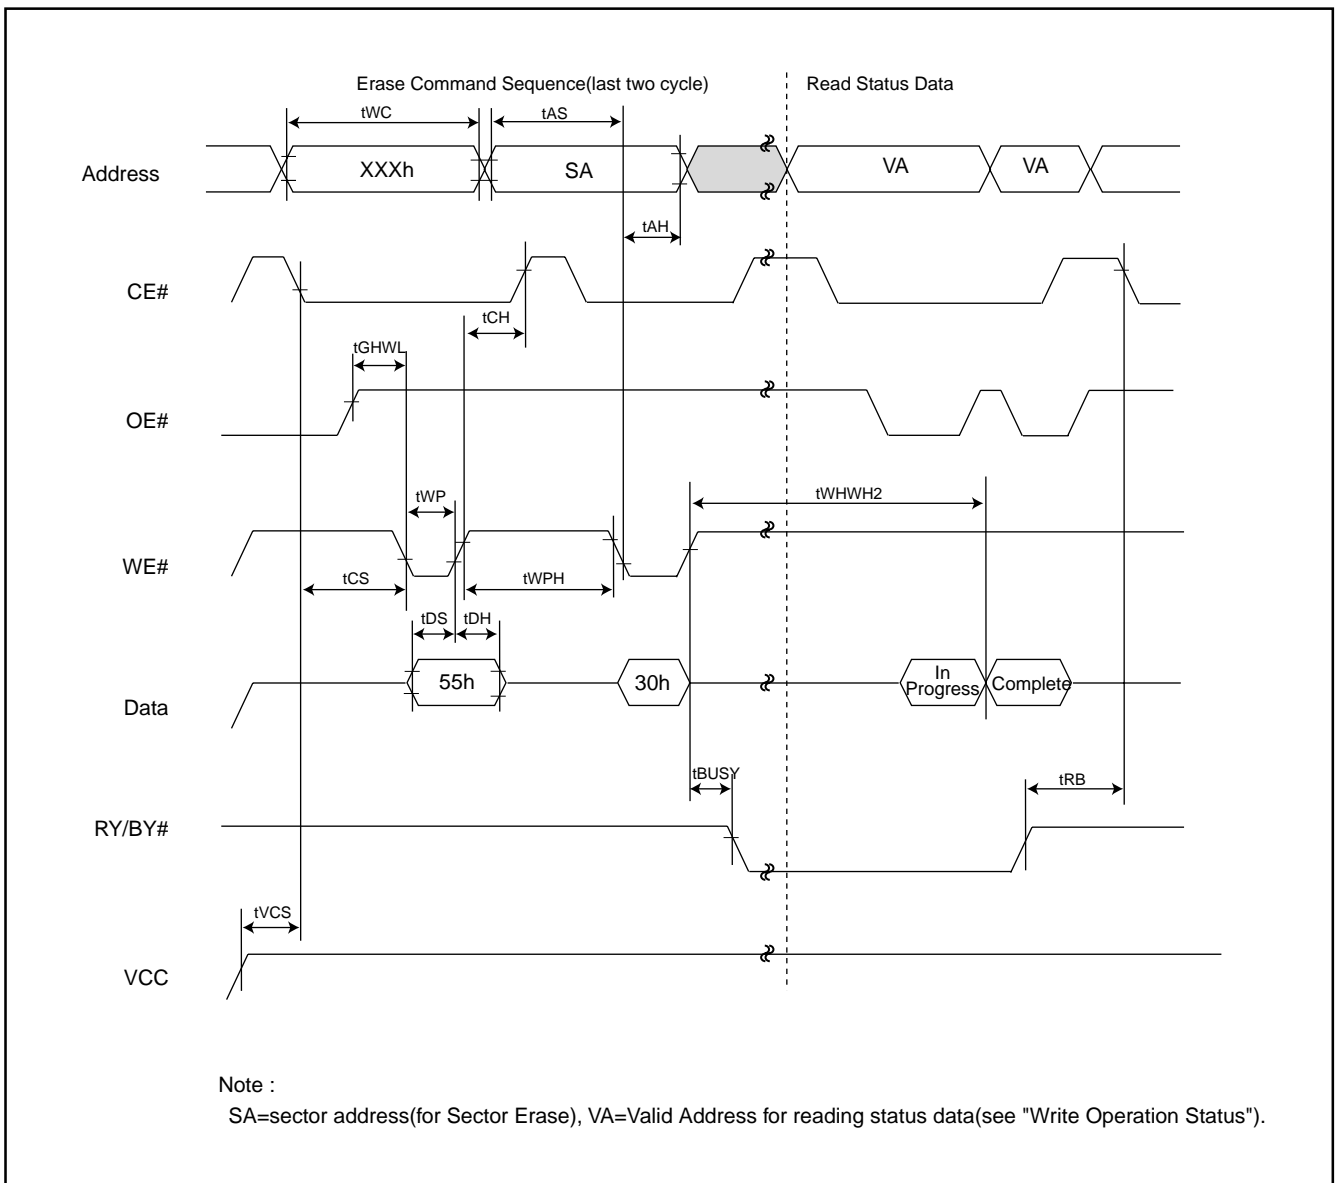 Erase Command Sequence(last two cycle)
Read Status Data
tWC
tAS
Address
XXXh
SA
VA
VA
tAH
CE#
tCH
tGHWL
OE#
tWP
tWHWH2
WE#
tCS
tWPH
tDS
tDH
Data
55h
30h
In
Progress
Complete
tBUSY
tRB
RY/BY#
tVCS
VCC
Note :
SA=sector address(for Sector Erase), VA=Valid Address for reading status data(see "Write Operation Status").